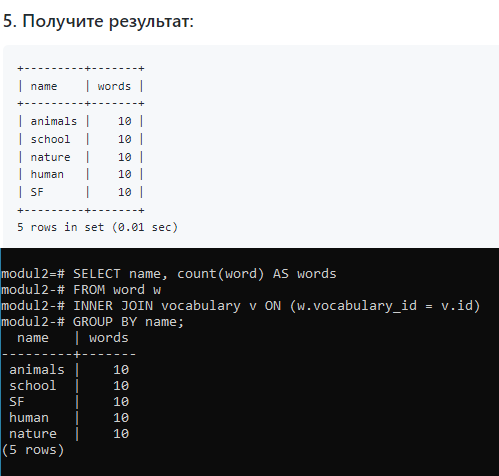 5. Получите результат:
+---------+-------+
| name    | words |
+---------+-------+
| animals |    10 |
| school  |    10 |
| nature  |    10 |
| human   |    10 |
| SF      |    10 |
+---------+-------+
5 rows in set (0.01 sec)
modul2=# SELECT name, count(word) AS words
modul2-# FROM word w
modul2-# INNER JOIN vocabulary v ON (w.vocabulary_id = v.id)
modul2-# GROUP BY name;
  name   | words
---------+-------
 animals |    10
 school  |    10
 SF      |    10
 human   |    10
 nature  |    10
(5 rows)